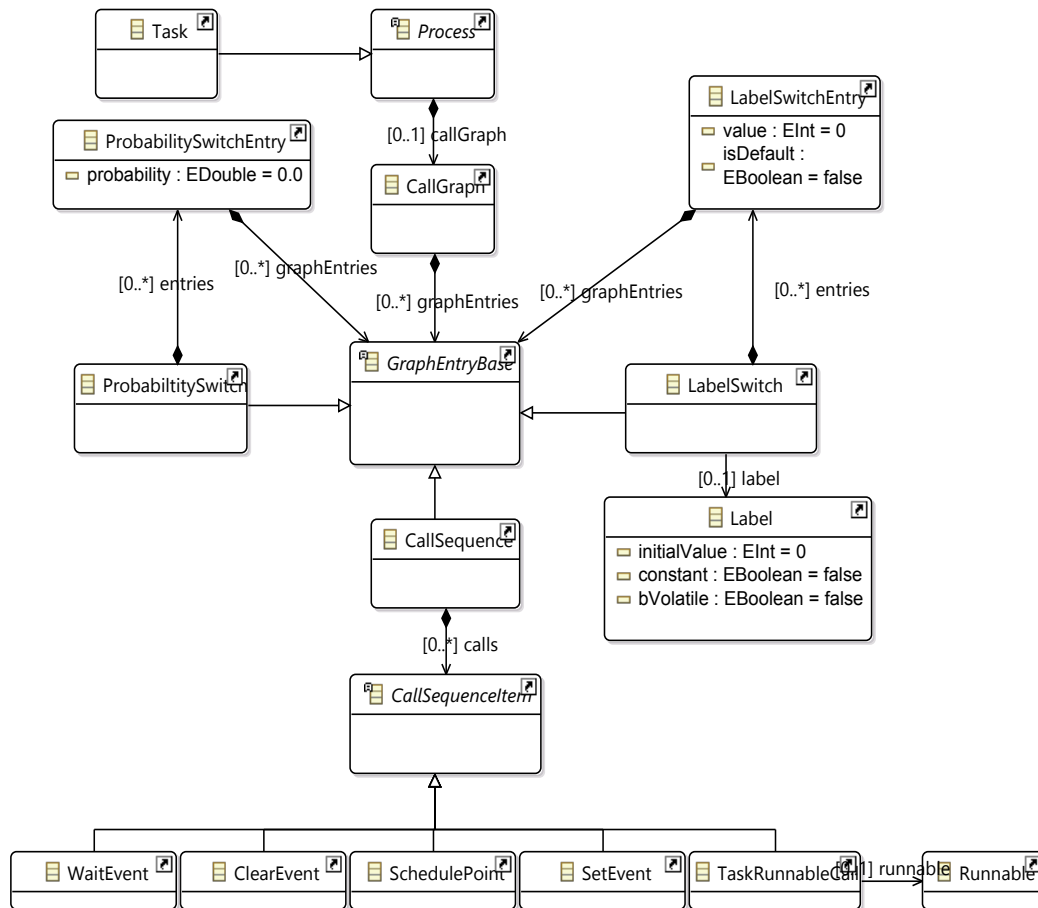 Task
Process
LabelSwitchEntry
value : EInt = 0
isDefault :
EBoolean = false
[0..1] callGraph
ProbabilitySwitchEntry
probability : EDouble = 0.0
CallGraph
[0..*] entries
[0..*] graphEntries
[0..*] graphEntries
[0..*] graphEntries
[0..*] entries
GraphEntryBase
ProbabiltitySwitch
LabelSwitch
[0..1] label
Label
initialValue : EInt = 0
constant : EBoolean = false
bVolatile : EBoolean = false
CallSequence
[0..*] calls
CallSequenceItem
WaitEvent
ClearEvent
SchedulePoint
SetEvent
TaskRunnableCall
[0..1] runnable
Runnable